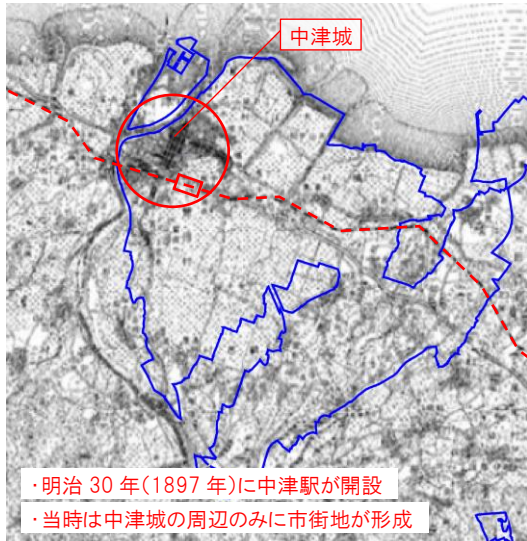 中津城
・明治 30 年(1897 年)に中津駅が開設
・当時は中津城の周辺のみに市街地が形成